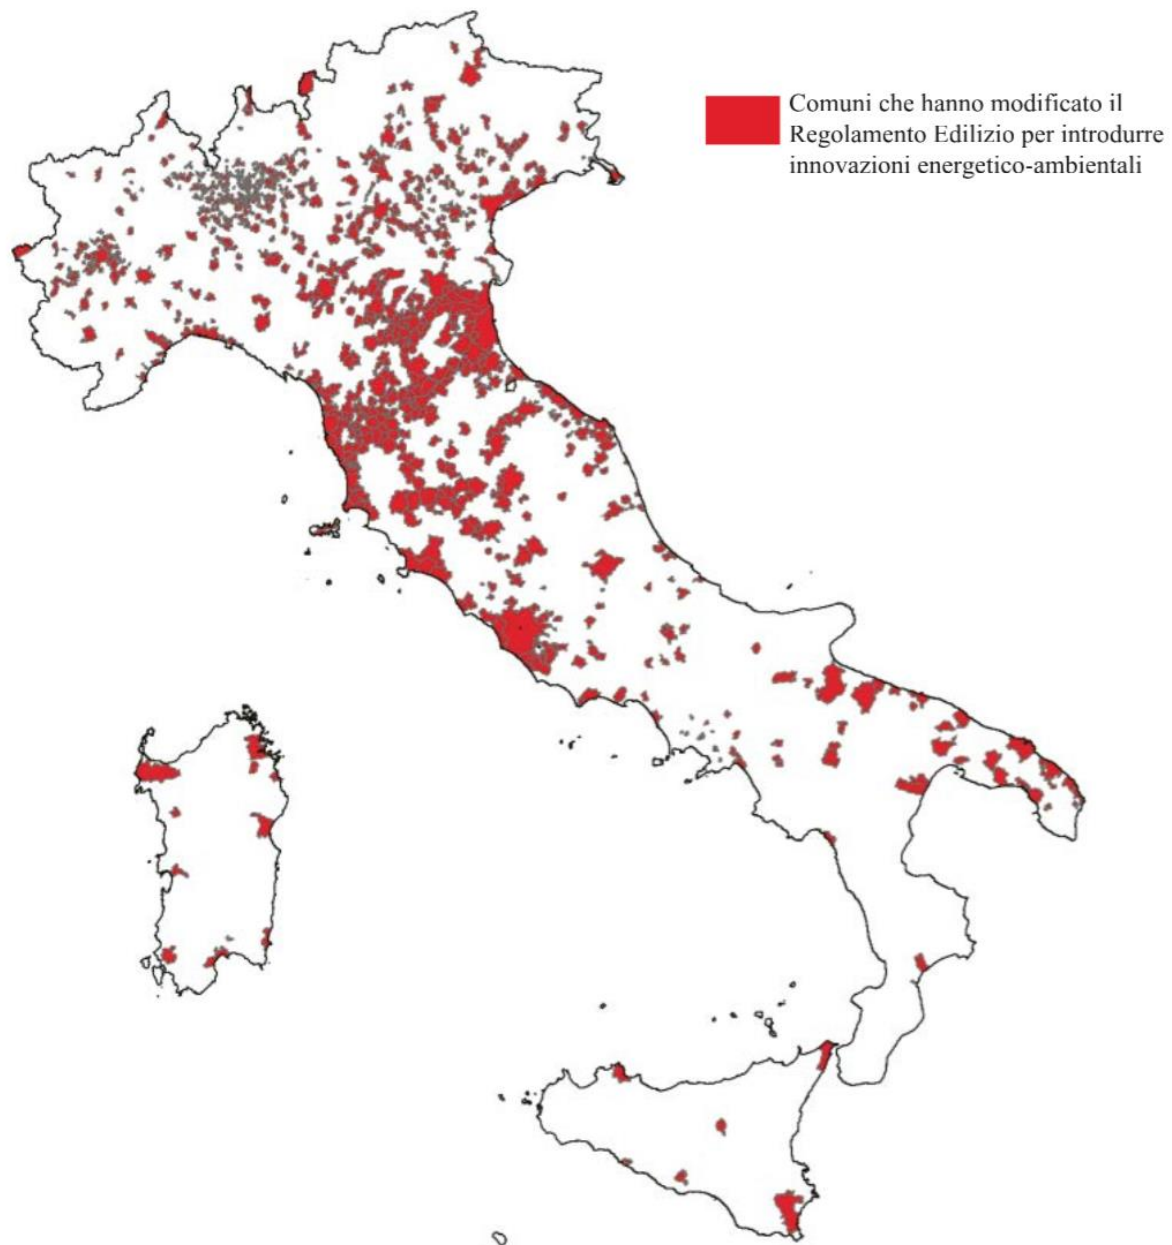 Comuni che hanno modificato il
Regolamento Edilizio per introdurre
innovazioni energetico-ambientali